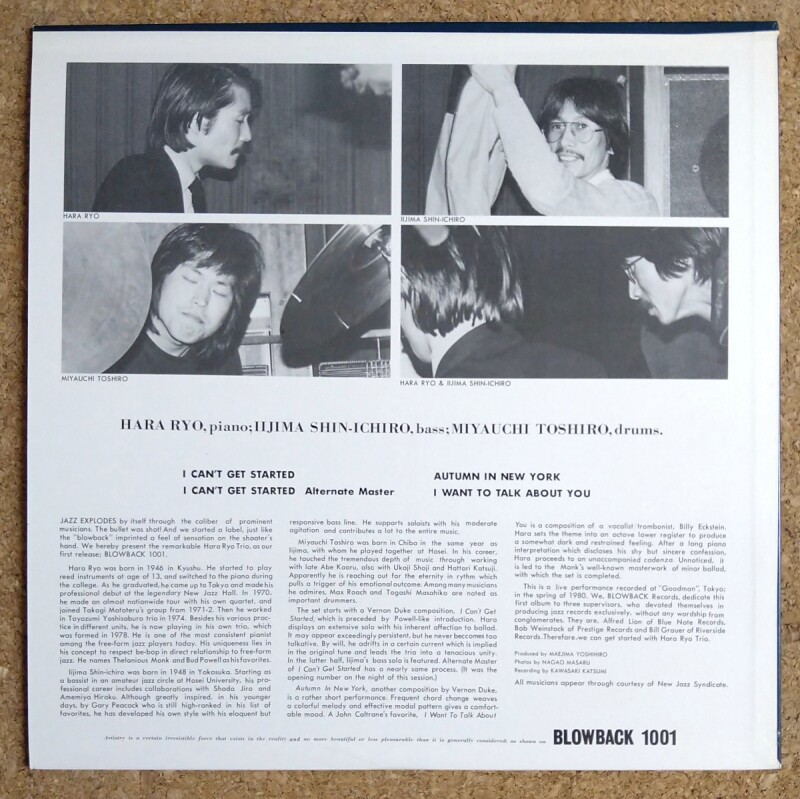 HARA RYO
IIJIMA SHIN-ICHIRO
MIYAUCHI TOSHIRO
HARA RYO & IIJIMA SHIN-ICHIRO
HARA RYO, piano; IIJIMA SHIN-ICHIRO, bass; MIYAUCHI TOSHIRO, drums.
I CAN'T GET STARTED
I CAN'T GET STARTED Alternate Master
AUTUMN IN NEW YORK
I WANT TO TALK ABOUT YOU
JAZZ EXPLODES by itself through the caliber of prominent
musicians. The bullet was shot! And we started a label, just like
the "blowback" imprinted a feel of sensation on the shooter's
hand. We hereby present the remarkable Hara Ryo Trio, as our
first release; BLOWBACK 1001.
Hara Ryo was born in 1946 in Kyushu. He started to play
reed instruments at age of 13, and switched to the piano during
the college. As he graduated, he came up to Tokyo and made his
professional debut at the legendary New Jazz Hall. In 1970,
he made an almost nationwide tour with his own quartet, and
joined Takagi Mototeru's group from 1971-2. Then he worked
in Toyozumi Yoshisaburo trio in 1974. Besides his various prac-
tice in different units, he is now playing in his own trio, which
was formed in 1978. He is one of the most consistent pianist
among the free-form jazz players today. His uniqueness lies in
his concept to respect be-bop in direct relationship to free-form
jazz. He names Thelonious Monk and Bud Powell as his favorites.
Iijima Shin-ichiro was born in 1948 in Yokosuka. Starting as
a bassist in an amateur jazz circle at Hosei University, his pro-
fessional career includes collaborations with Shoda Jiro and
Amemiya Hiraku. Although greatly inspired, in his younger
days, by Gary Peacock who is still high-ranked in his list of
favorites, he has developed his own style with his eloquent but
responsive bass line. He supports soloists with his moderate
agitation and contributes a lot to the entire music.
Miyauchi Toshiro was born in Chiba in the same year as
Iijima, with whom he played together at Hosei. In his career,
he touched the tremendous depth of music through working
with late Abe Kaoru, also with Ukaji Shoji and Hattori Katsuji.
Apparently he is reaching out for the eternity in rythm which
pulls a trigger of his emotional outcome. Among many musicians
he admires, Max Roach and Togashi Masahiko are noted as
important drummers.
The set starts with a Vernon Duke composition, I Can't Get
Started, which is preceded by Powell-like introduction. Hara
displays an extensive solo with his inherited affection to ballad.
It may appear exceedingly persistent, but he never becomes too
talkative. By will, he drifts in a certain current which is implied
in the original tune and leads the trio into a tenacious unity.
In the latter half, Iijima's bass solo is featured. Alternate Master
of I Can't Get Started has a nearly same process. (It was the
opening number on the night of this session.)
Autumn In New York, another composition by Vernon Duke,
is a rather short performance. Frequent chord change weaves
a colorful melody and effective modal pattern gives a comfort-
able mood. A John Coltrane's favorite, I Want To Talk About
You is a composition of a vocalist/trombonist, Billy Eckstein.
Hara sets the theme into an octave lower register to produce
a somewhat dark and restrained feeling. After a long piano
interpretation which discloses his shy but sincere confession,
Hara proceeds to an unaccompanied cadenza. Unnoticed, it
is led to the Monk's well-known masterwork of minor ballad,
with which the set is completed.
This is a live performance recorded at "Goodman", Tokyo;
in the spring of 1980. We, BLOWBACK Records, dedicate this
first album to three supervisors, who devoted themselves in
producing jazz records exclusively, without any way from
conglomerates. They are, Alfred Lion of Blue Note Records,
Bob Weinstock of Prestige Records and Bill Grauer of Riverside
Records. Therefore, we can get started with Hara Ryo Trio.
Produced by MAEJIMA YOSHIHIRO
Photos by NAGAO MASARU
Recording by KAWASAKI KATSUMI
All musicians appear through courtesy of New Jazz Syndicate.
Artistry is a certain irresistible force that exists in the reality and no more beautiful or less pleasurable than it is generally considered; as shown on BLOWBACK 1001